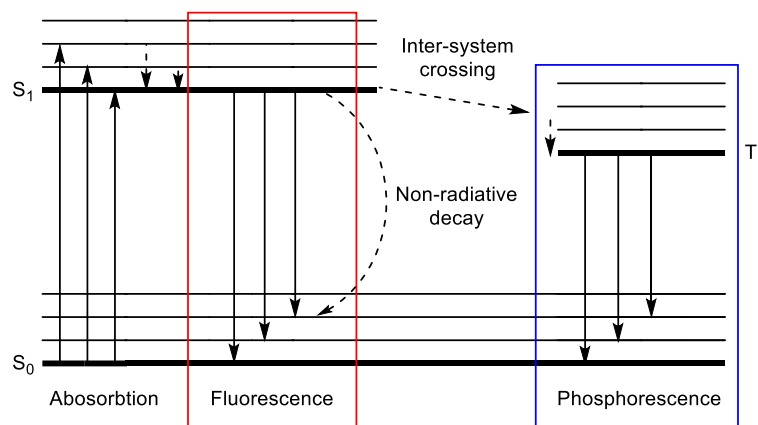 Inter-system
crossing
S1
T
Non-radiative
decay
S0
Abosorbtion
Fluorescence
Phosphorescence